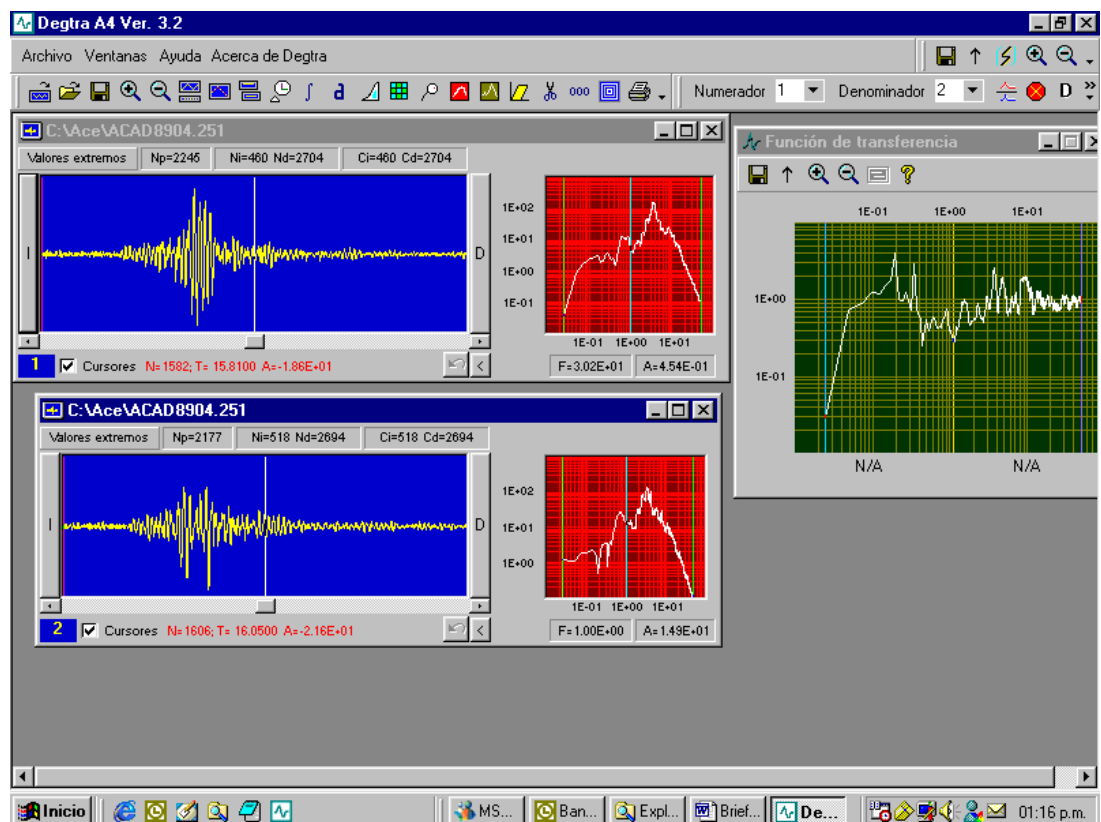 Degtra A4 Ver. 3.2
Archivo Ventanas Ayuda Acerca de Degtra
∫ a 000 Numerador 1 Denominador 2 D »
C:\Ace\ACAD8904.251
Valores extremos Np=2245 Ni=460 Nd=2704 Ci=460 Cd=2704
I D
1E+02
1E+01
1E+00
1E-01
1E-01 1E+00 1E+01
1 Cursores N=1582; T= 15.8100 A=-1.86E+01 < F=3.02E+01 A=4.54E-01
C:\Ace\ACAD8904.251
Valores extremos Np=2177 Ni=518 Nd=2694 Ci=518 Cd=2694
I D
1E+02
1E+01
1E+00
1E-01 1E+00 1E+01
2 Cursores N=1606; T= 16.0500 A=-2.16E+01 < F=1.00E+00 A=1.49E+01
Función de transferencia
?
1E-01 1E+00 1E+01
1E+00
1E-01
N/A N/A
Inicio MS... Ban... Expl... Brief... De... 01:16 p.m.